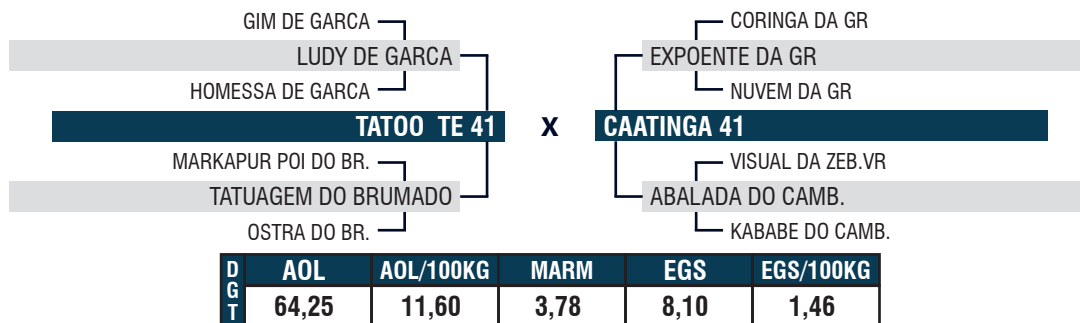 GIM DE GARCA
CORINGA DA GR
LUDY DE GARCA
EXPOENTE DA GR
HOMESSA DE GARCA
NUVEM DA GR
TATOO TE 41 X CAATINGA 41
MARKAPUR POI DO BR.
VISUAL DA ZEB.VR
TATUAGEM DO BRUMADO
ABALADA DO CAMB.
OSTRA DO BR.
KABABE DO CAMB.
DGT
AOL AOL/100KG MARM EGS EGS/100KG
64,25 11,60 3,78 8,10 1,46